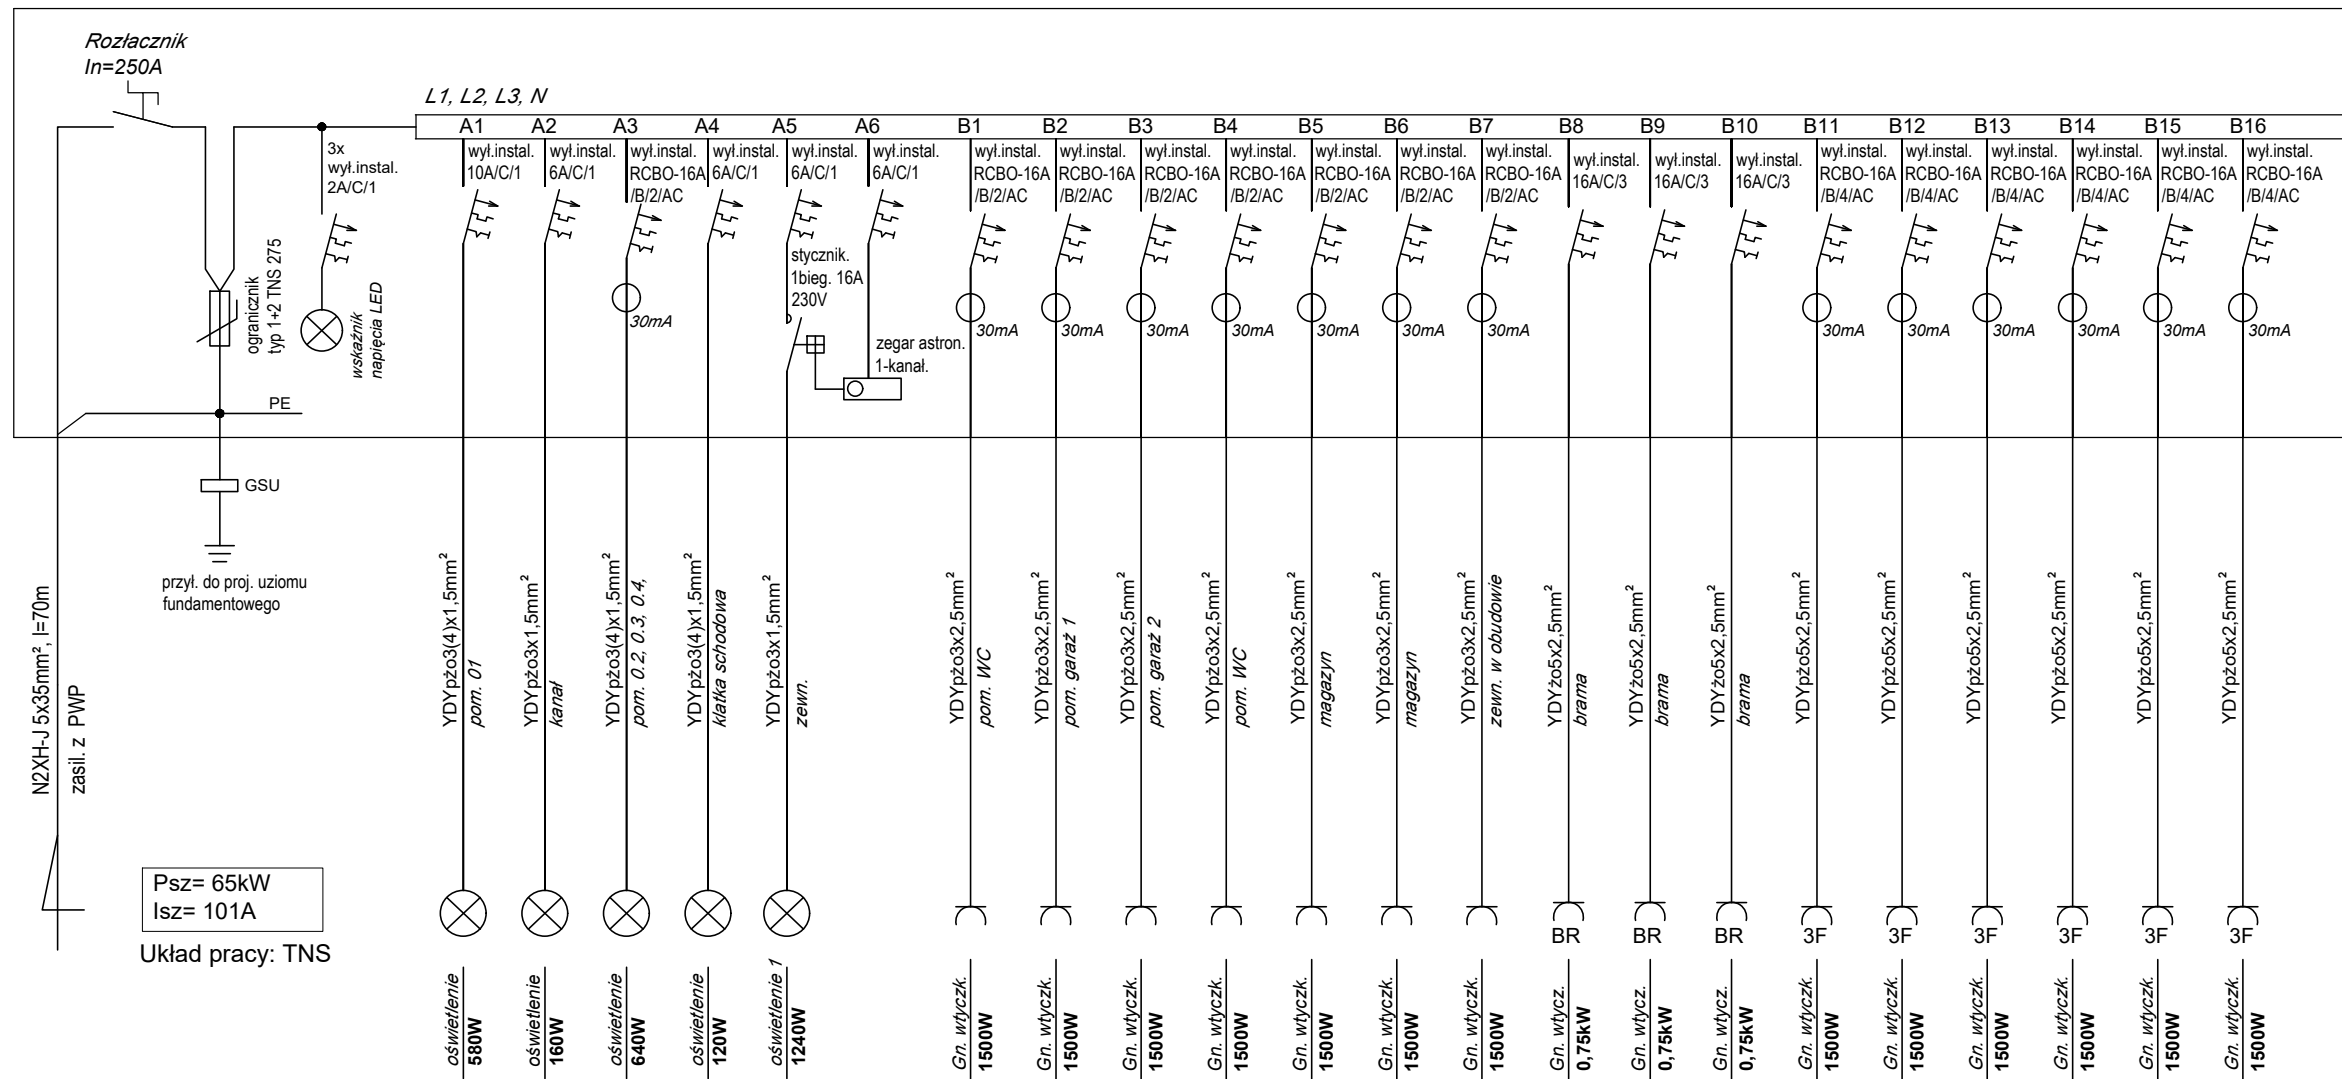 Rozłacznik
In=250A
L1, L2, L3, N
A1
A2
A3
A4
A5
A6
B1
B2
B3
B4
B5
B6
B7
B8
B9
B10
B11
B12
B13
B14
B15
B16
3x
wył.instal.
2A/C/1
wył.instal.
10A/C/1
wył.instal.
6A/C/1
wył.instal.
RCBO-16A
/B/2/AC
wył.instal.
6A/C/1
wył.instal.
6A/C/1
wył.instal.
6A/C/1
wył.instal.
RCBO-16A
/B/2/AC
wył.instal.
RCBO-16A
/B/2/AC
wył.instal.
RCBO-16A
/B/2/AC
wył.instal.
RCBO-16A
/B/2/AC
wył.instal.
RCBO-16A
/B/2/AC
wył.instal.
RCBO-16A
/B/2/AC
wył.instal.
RCBO-16A
/B/2/AC
wył.instal.
16A/C/3
wył.instal.
16A/C/3
wył.instal.
16A/C/3
wył.instal.
RCBO-16A
/B/4/AC
wył.instal.
RCBO-16A
/B/4/AC
wył.instal.
RCBO-16A
/B/4/AC
wył.instal.
RCBO-16A
/B/4/AC
wył.instal.
RCBO-16A
/B/4/AC
wył.instal.
RCBO-16A
/B/4/AC
ogranicznik
typ 1+2 TNS 275
wskaźnik
napięcia LED
stycznik.
1bieg. 16A
230V
zegar astron.
1-kanał.
30mA
30mA
30mA
30mA
30mA
30mA
30mA
30mA
30mA
30mA
30mA
30mA
30mA
30mA
PE
GSU
przył. do proj. uziomu
fundamentowego
N2XH-J 5x35mm², l=70m
zasil. z PWP
YDYpżo3(4)x1,5mm²
pom. 01
YDYpżo3x1,5mm²
kanał
YDYpżo3(4)x1,5mm²
pom. 0.2, 0.3, 0.4,
YDYpżo3(4)x1,5mm²
klatka schodowa
YDYpżo3x1,5mm²
zewn.
YDYpżo3x2,5mm²
pom. WC
YDYpżo3x2,5mm²
pom. garaż 1
YDYpżo3x2,5mm²
pom. garaż 2
YDYpżo3x2,5mm²
pom. WC
YDYpżo3x2,5mm²
magazyn
YDYpżo3x2,5mm²
magazyn
YDYpżo3x2,5mm²
zewn. w obudowie
YDYżo5x2,5mm²
brama
YDYżo5x2,5mm²
brama
YDYżo5x2,5mm²
brama
YDYpżo5x2,5mm²
YDYpżo5x2,5mm²
YDYpżo5x2,5mm²
YDYpżo5x2,5mm²
YDYpżo5x2,5mm²
YDYpżo5x2,5mm²
Psz= 65kW
Isz= 101A
Układ pracy: TNS
BR
BR
BR
3F
3F
3F
3F
3F
3F
oświetlenie
580W
oświetlenie
160W
oświetlenie
640W
oświetlenie
120W
oświetlenie 1
1240W
Gn. wtyczk.
1500W
Gn. wtyczk.
1500W
Gn. wtyczk.
1500W
Gn. wtyczk.
1500W
Gn. wtyczk.
1500W
Gn. wtyczk.
1500W
Gn. wtyczk.
1500W
Gn. wtycz.
0,75kW
Gn. wtycz.
0,75kW
Gn. wtycz.
0,75kW
Gn. wtyczk.
1500W
Gn. wtyczk.
1500W
Gn. wtyczk.
1500W
Gn. wtyczk.
1500W
Gn. wtyczk.
1500W
Gn. wtyczk.
1500W